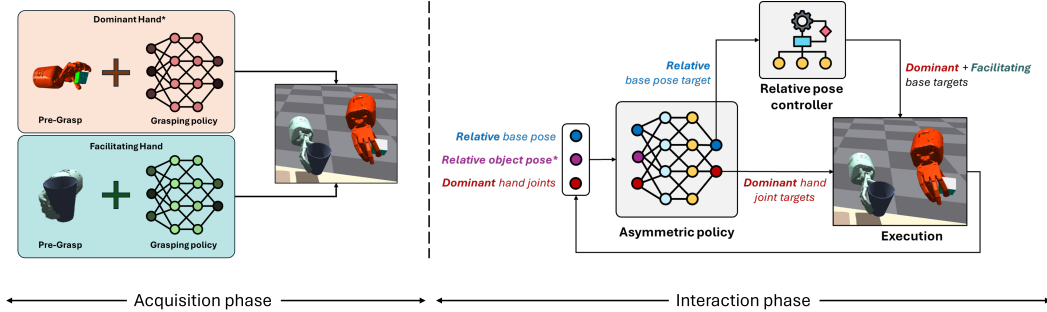 Dominant Hand*
Pre-Grasp
Grasping policy
Facilitating Hand
Pre-Grasp
Grasping policy
Acquisition phase
Relative base pose
Relative object pose*
Dominant hand joints
Asymmetric policy
Relative
base pose target
Relative pose
controller
Dominant + Facilitating
base targets
Dominant hand
joint targets
Execution
Interaction phase